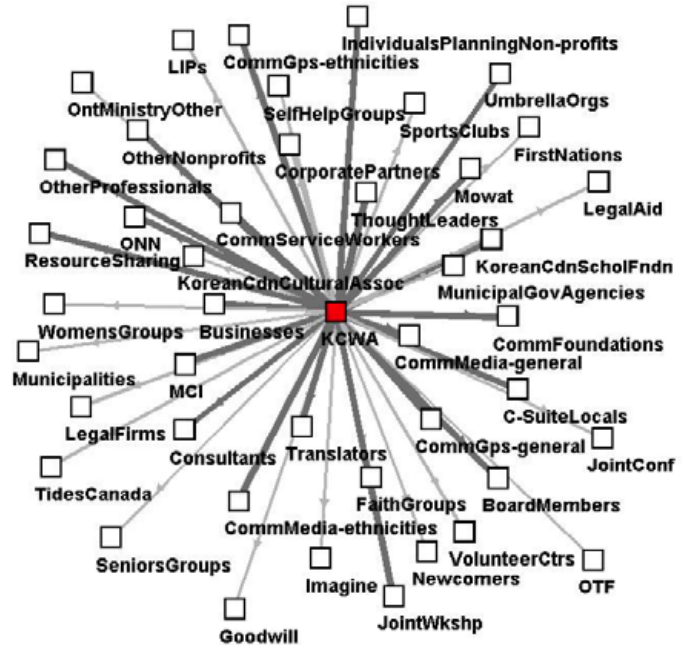 IndividualsPlanningNon-profits
CommGps-ethnicities
LIPs
UmbrellaOrgs
OntMinistryOther
SelfHelpGroups
SportsClubs
FirstNations
OtherNonprofits
CorporatePartners
OtherProfessionals
Mowat
LegalAid
ThoughtLeaders
ONN
CommServiceWorkers
ResourceSharing
KoreanCdnScholFndn
KoreanCdnCulturalAssoc
MunicipalGovAgencies
WomensGroups
Businesses
KCWA
CommFoundations
CommMedia-general
Municipalities
MCI
C-SuiteLocals
LegalFirms
Consultants
Translators
CommGps-general
JointConf
TidesCanada
FaithGroups
BoardMembers
CommMedia-ethnicities
SeniorsGroups
VolunteerCtrs
Imagine
Newcomers
OTF
Goodwill
JointWkshp